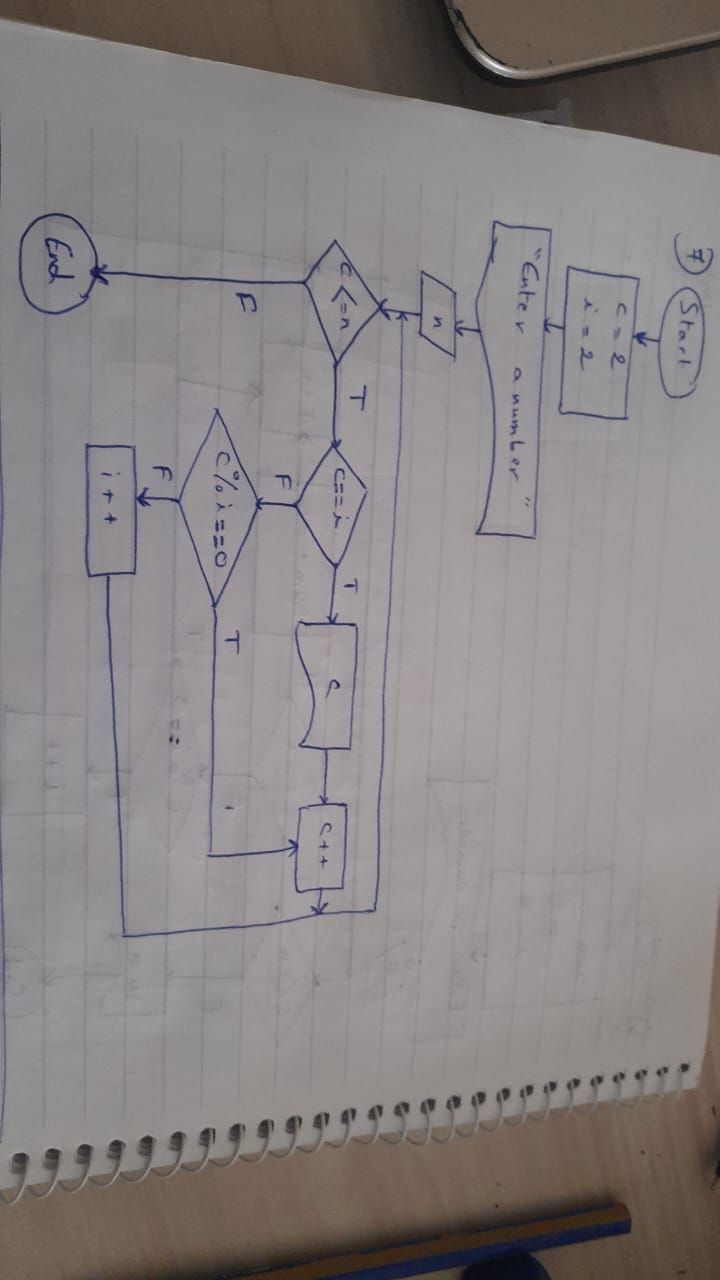 7
Start
c = 2
i = 2
"Enter a number"
n
c <= n
T
F
End
c == i
T
F
c
c++
c % i == 0
T
F
i++